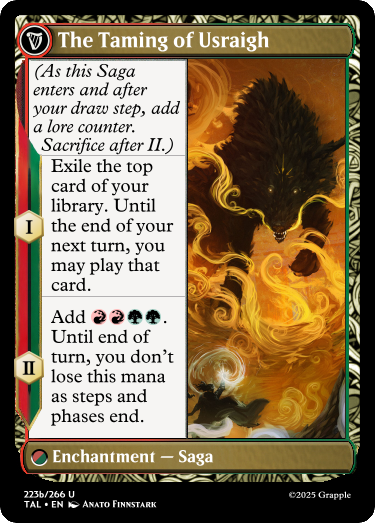 The Taming of Usraigh
(As this Saga
enters and after
your draw step, add
a lore counter.
Sacrifice after II.)
I
Exile the top
card of your
library. Until
the end of your
next turn, you
may play that
card.
II
Add
.
Until end of
turn, you don’t
lose this mana
as steps and
phases end.
Enchantment — Saga
223b/266 U
TAL • EN Anato Finnstark
©2025 Grapple